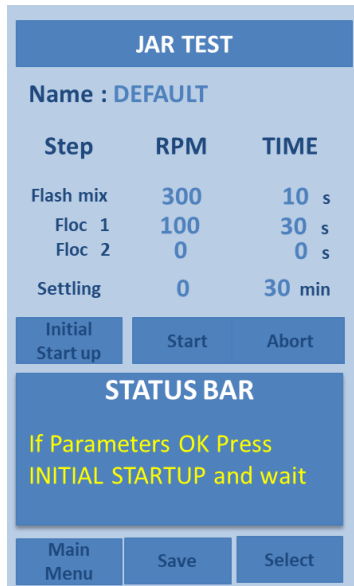 JAR TEST
Name : DEFAULT
Step RPM TIME
Flash mix 300 10 s
Floc 1 100 30 s
Floc 2 0 0 s
Settling 0 30 min
Initial
Start up Start Abort
STATUS BAR
If Parameters OK Press
INITIAL STARTUP and wait
Main
Menu Save Select